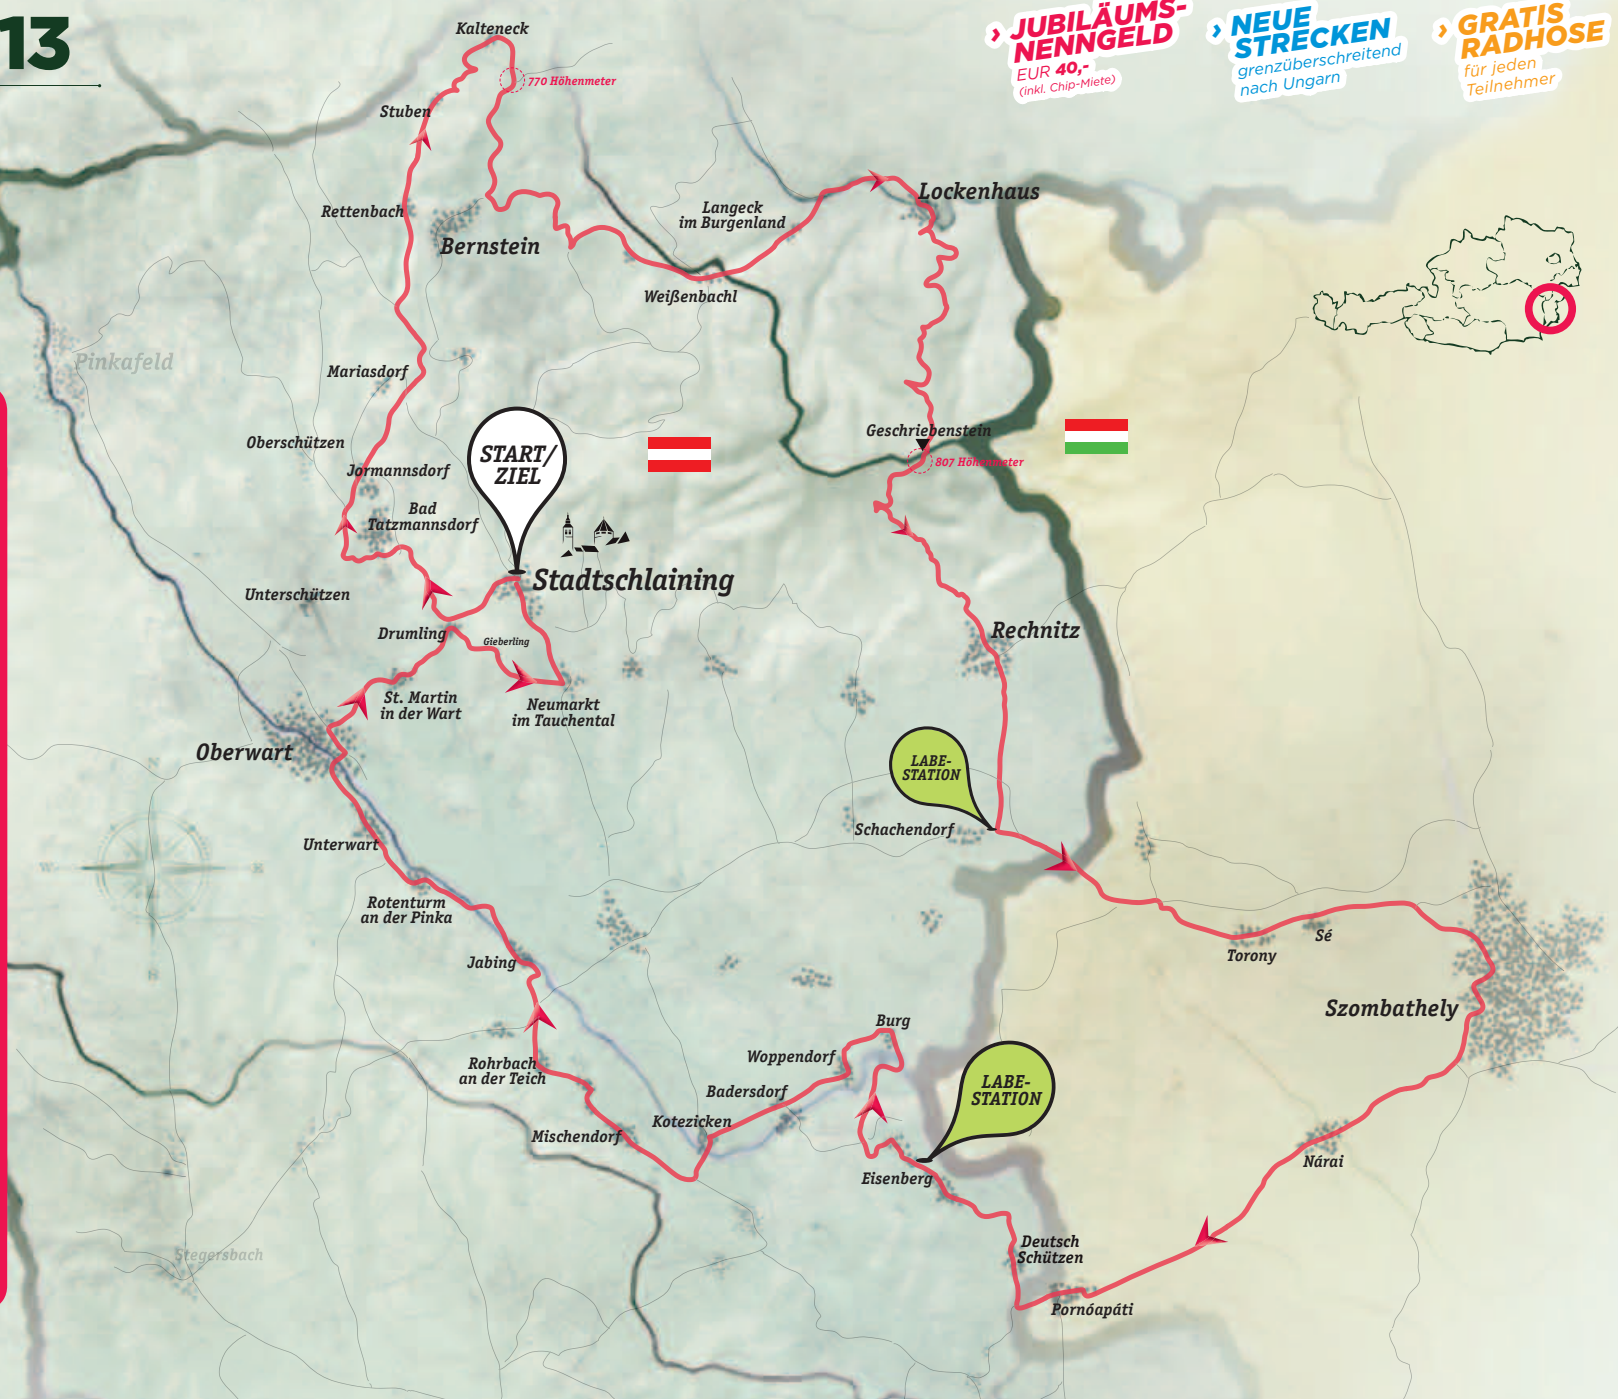 13
› JUBILÄUMS-
NENNGELD
EUR 40,-
(inkl. Chip-Miete)
› NEUE
STRECKEN
grenzüberschreitend
nach Ungarn
› GRATIS
RADHOSE
für jeden
Teilnehmer
Kalteneck
770 Höhenmeter
Stuben
Rettenbach
Bernstein
Langeck
im Burgenland
Lockenhaus
Weißenbachl
Pinkafeld
Mariasdorf
Oberschützen
Jormannsdorf
Bad
Tatzmannsdorf
START/
ZIEL
Geschriebenstein
807 Höhenmeter
Stadtschlaining
Unterschützen
Drumling
Gieberling
Rechnitz
St. Martin
in der Wart
Neumarkt
im Tauchental
Oberwart
LABE-
STATION
Schachendorf
Unterwart
N
W
E
S
Rotenturm
an der Pinka
Jabing
Torony
Sé
Szombathely
Burg
Woppendorf
Rohrbach
an der Teich
Badersdorf
LABE-
STATION
Kotezicken
Mischendorf
Eisenberg
Nárai
Deutsch
Schützen
Stegersbach
Pornóapáti